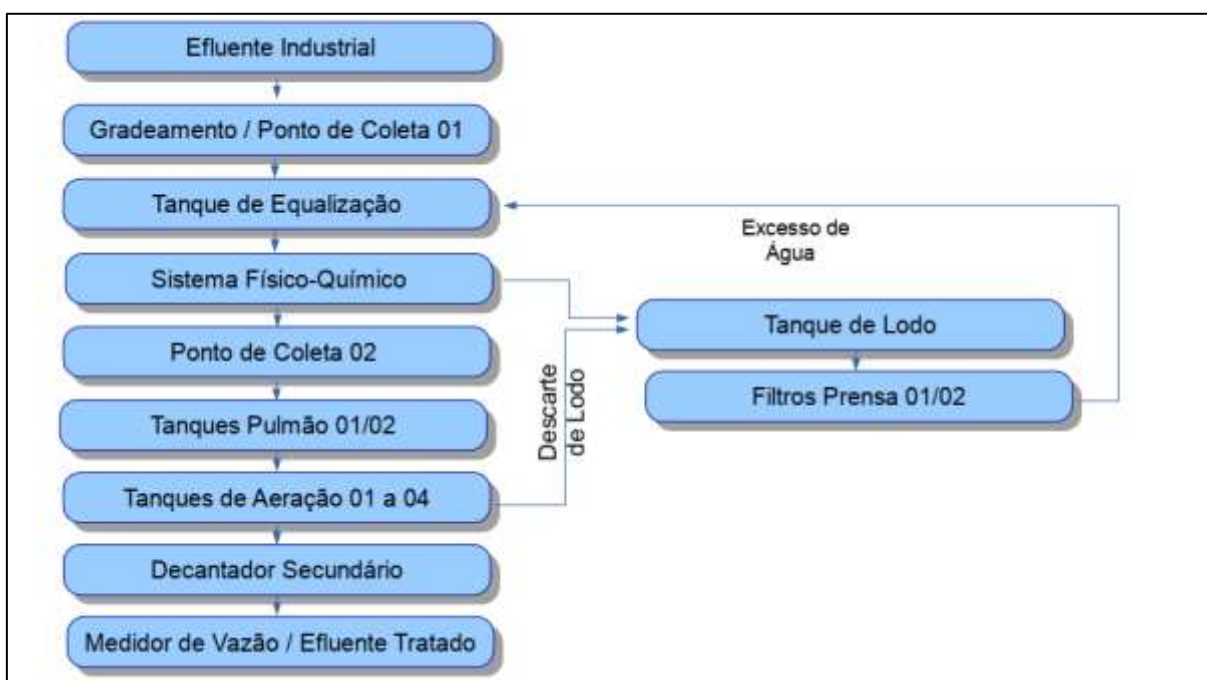 Efluente Industrial
Gradeamento / Ponto de Coleta 01
Tanque de Equalização
Sistema Físico-Químico
Ponto de Coleta 02
Tanques Pulmão 01/02
Tanques de Aeração 01 a 04
Decantador Secundário
Medidor de Vazão / Efluente Tratado
Descarte
de Lodo
Excesso de
Água
Tanque de Lodo
Filtros Prensa 01/02